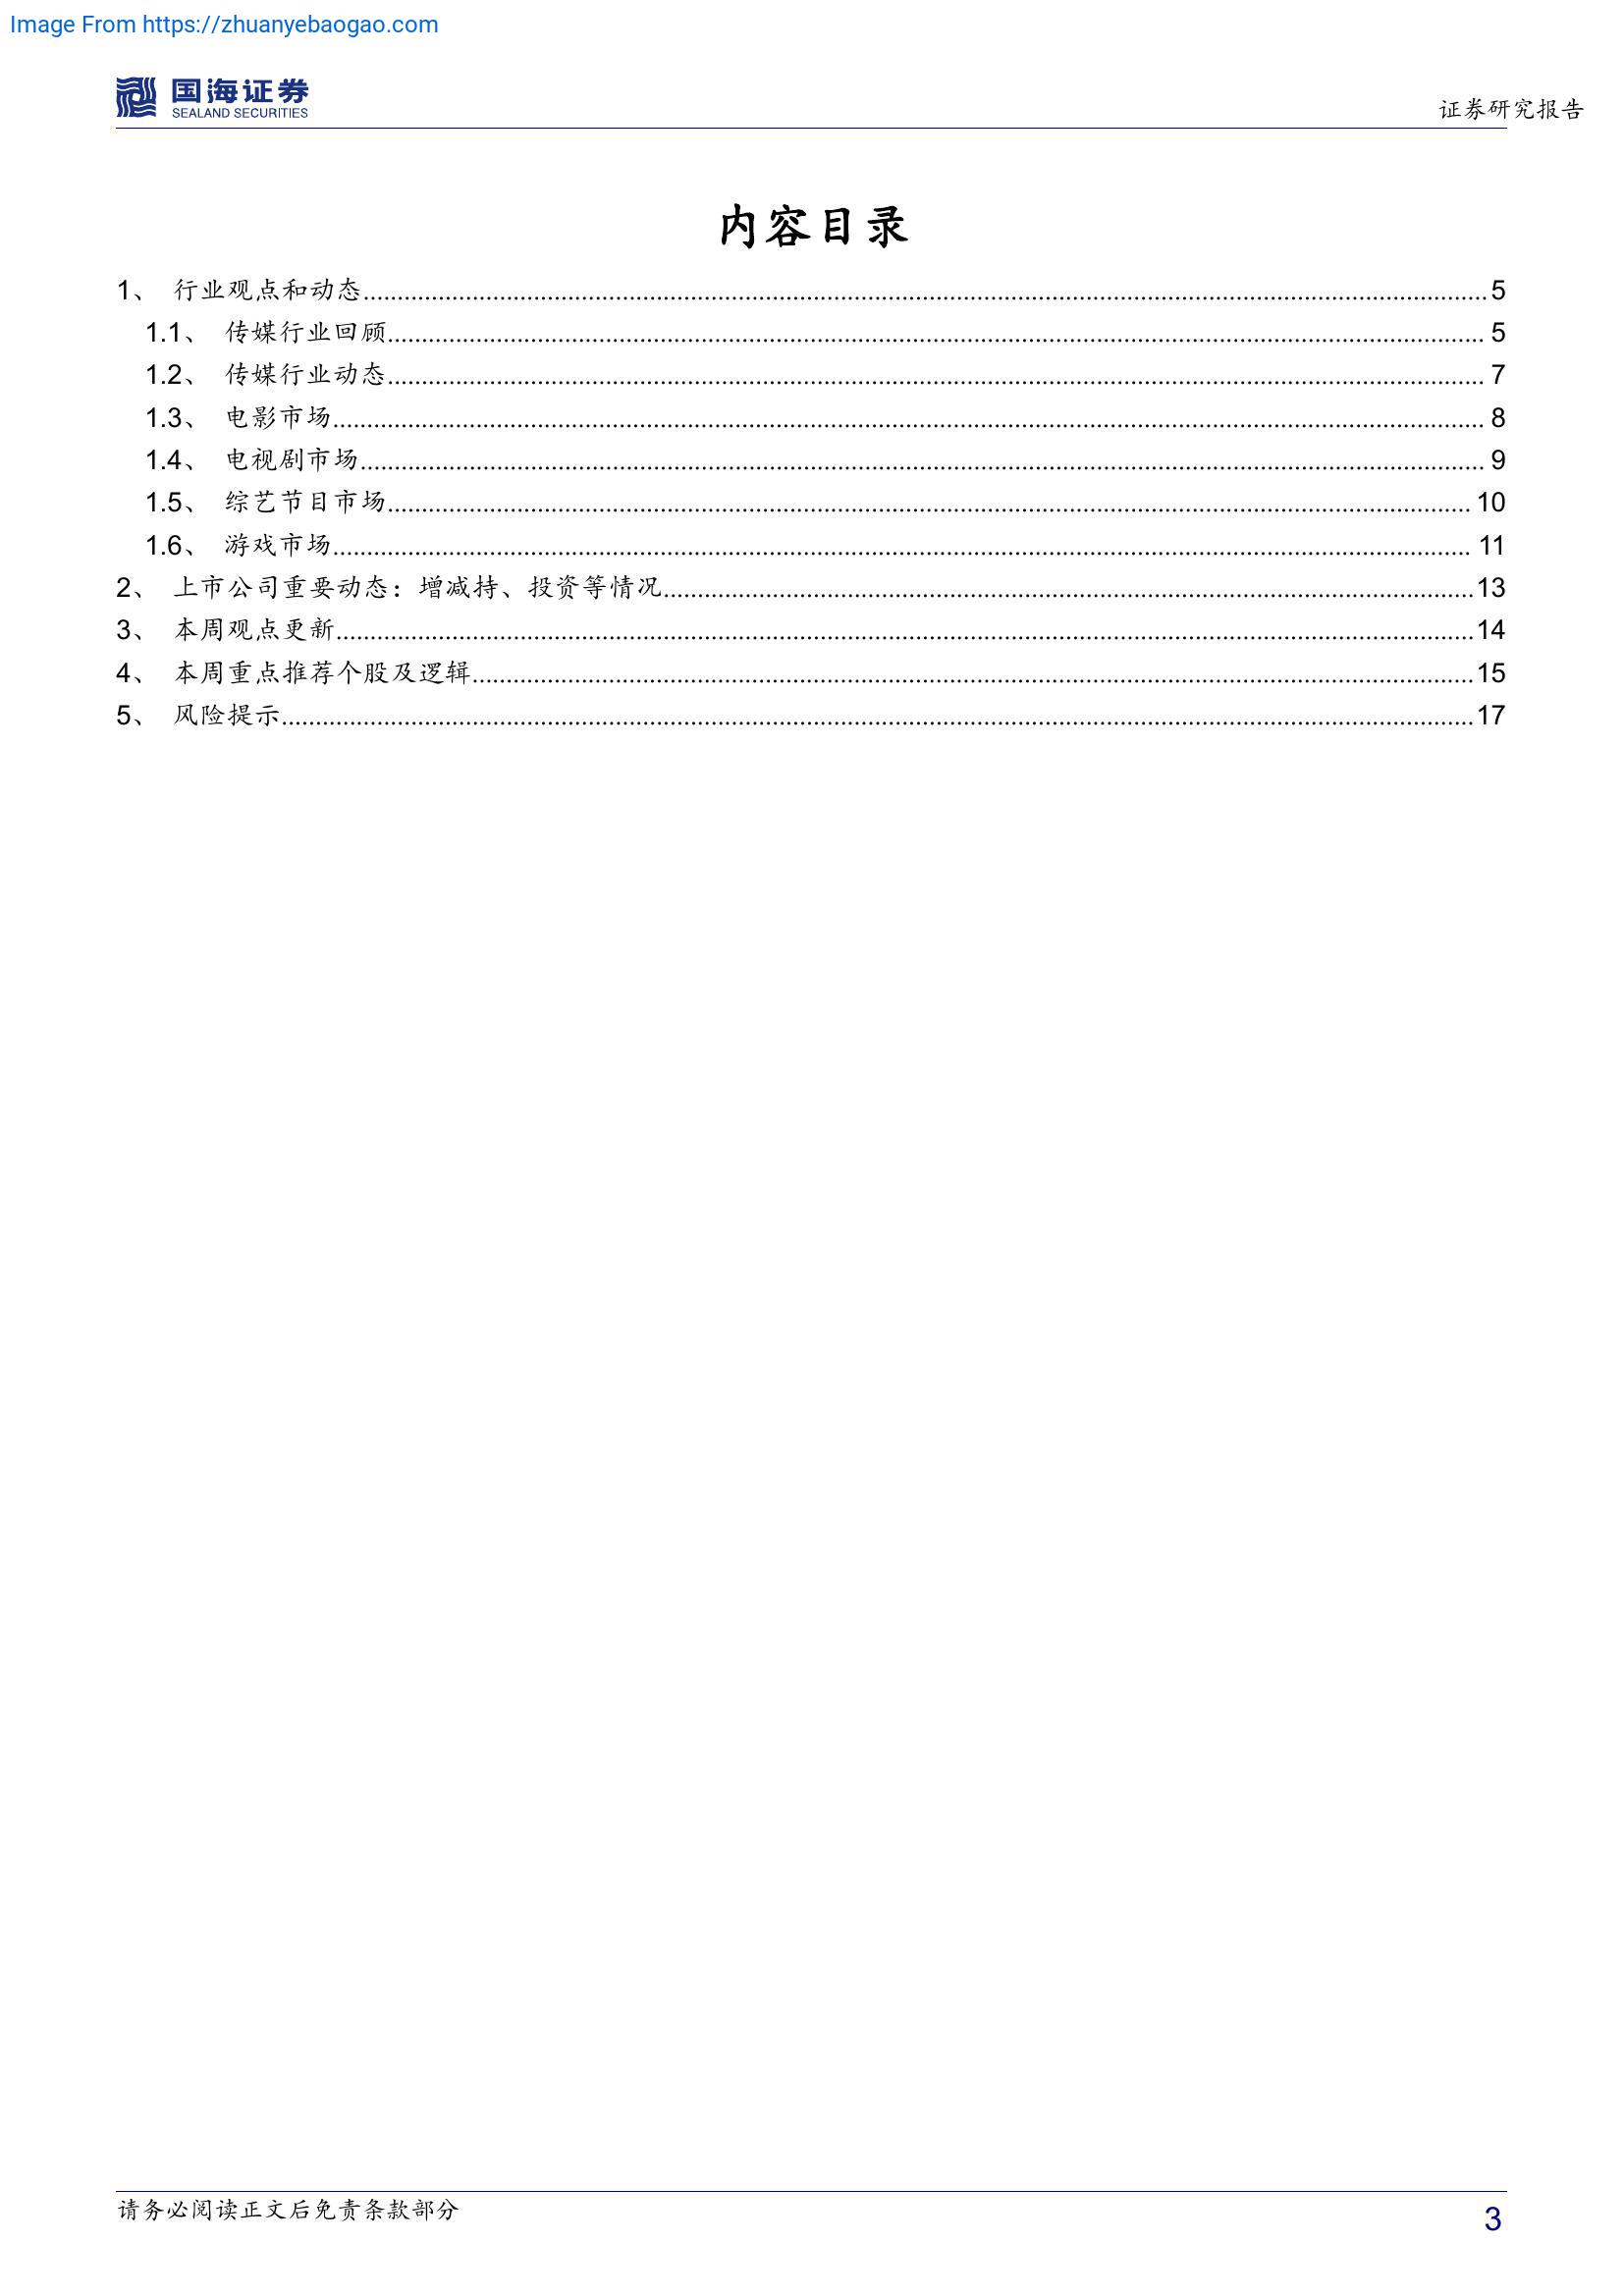 Image From https://zhuanyebaogao.com
国海证券
SEALAND SECURITIES
证券研究报告
内容目录
1、 行业观点和动态 5
1.1、 传媒行业回顾 5
1.2、 传媒行业动态 7
1.3、 电影市场 8
1.4、 电视剧市场 9
1.5、 综艺节目市场 10
1.6、 游戏市场 11
2、 上市公司重要动态：增减持、投资等情况 13
3、 本周观点更新 14
4、 本周重点推荐个股及逻辑 15
5、 风险提示 17
请务必阅读正文后免责条款部分
3